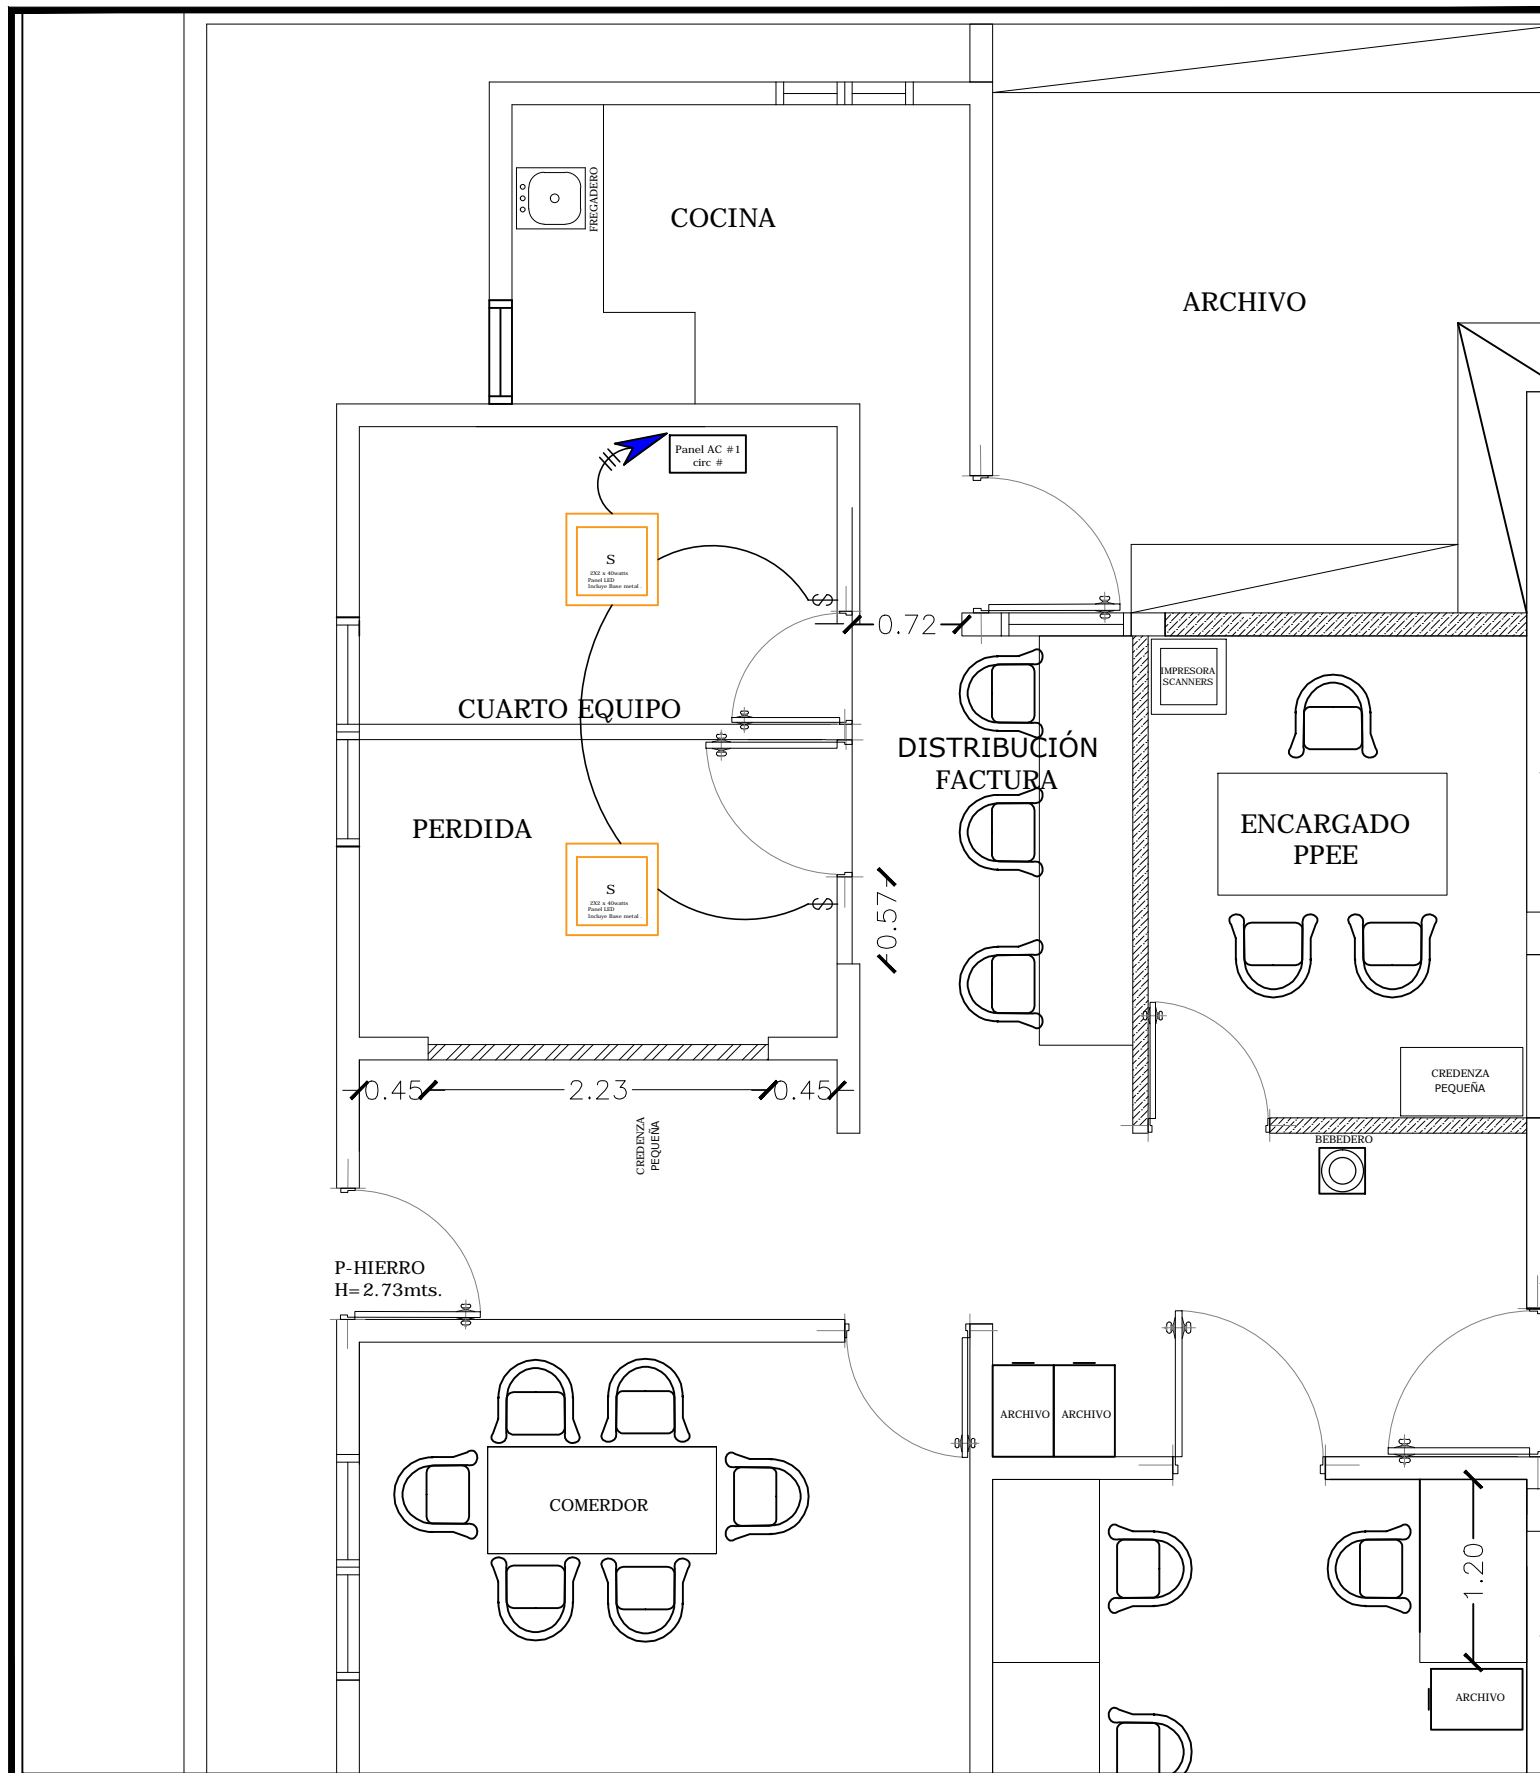 FREGADERO
COCINA
ARCHIVO
Panel AC #1
circ #
S
2X2 x 40watts
Panel LED
Incluye Base metal.
S
0.72
IMPRESORA
SCANNERS
CUARTO EQUIPO
DISTRIBUCIÓN
FACTURA
PERDIDA
ENCARGADO
PPEE
S
2X2 x 40watts
Panel LED
Incluye Base metal.
S
0.57
0.45
2.23
0.45
CREDENZA
PEQUEÑA
CREDENZA
PEQUEÑA
BEBEDERO
P-HIERRO
H=2.73mts.
ARCHIVO
ARCHIVO
COMERDOR
1.20
ARCHIVO